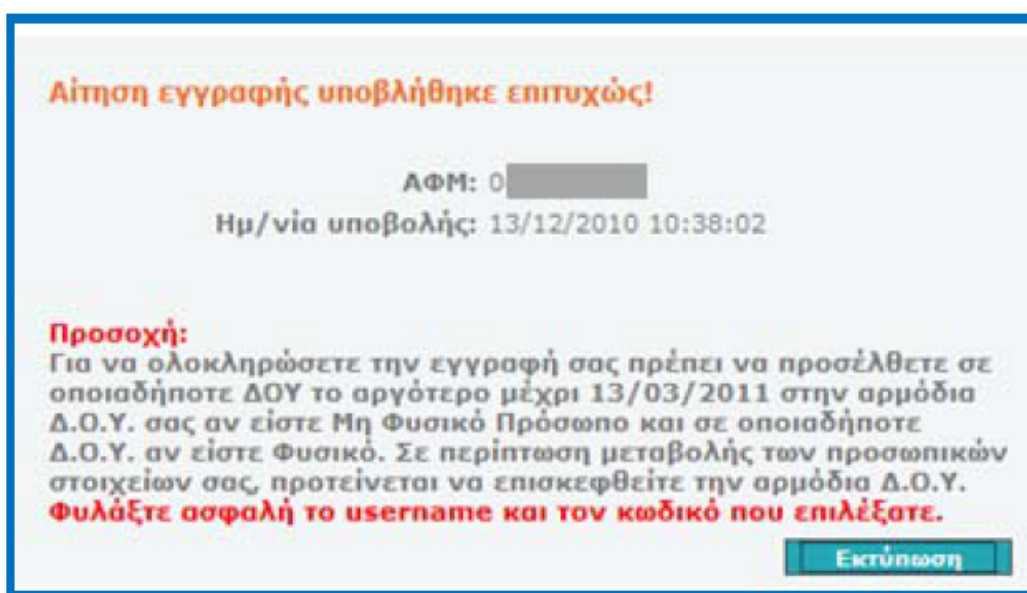 Αίτηση εγγραφής υποβλήθηκε επιτυχώς!
ΑΦΜ: 0
Ημ/νία υποβολής: 13/12/2010 10:38:02
Προσοχή:
Για να ολοκληρώσετε την εγγραφή σας πρέπει να προσέλθετε σε
οποιαδήποτε ΔΟΥ το αργότερο μέχρι 13/03/2011 στην αρμόδια
Δ.Ο.Υ. σας αν είστε Μη Φυσικό Πρόσωπο και σε οποιαδήποτε
Δ.Ο.Υ. αν είστε Φυσικό. Σε περίπτωση μεταβολής των προσωπικών
στοιχείων σας, προτείνεται να επισκεφθείτε την αρμόδια Δ.Ο.Υ.
Φυλάξτε ασφαλή το username και τον κωδικό που επιλέξατε.
Εκτύπωση